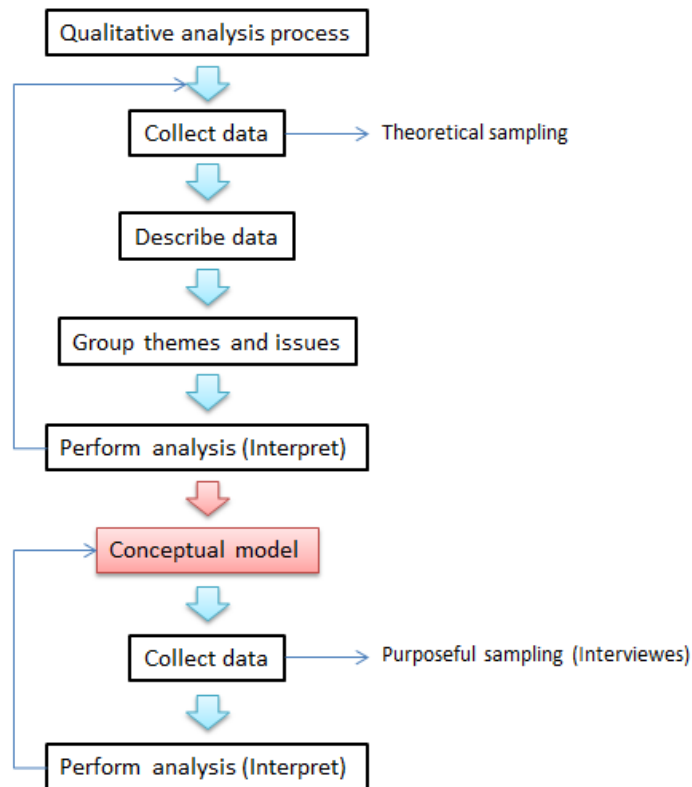 Qualitative analysis process
Collect data
Theoretical sampling
Describe data
Group themes and issues
Perform analysis (Interpret)
Conceptual model
Collect data
Purposeful sampling (Interviewes)
Perform analysis (Interpret)